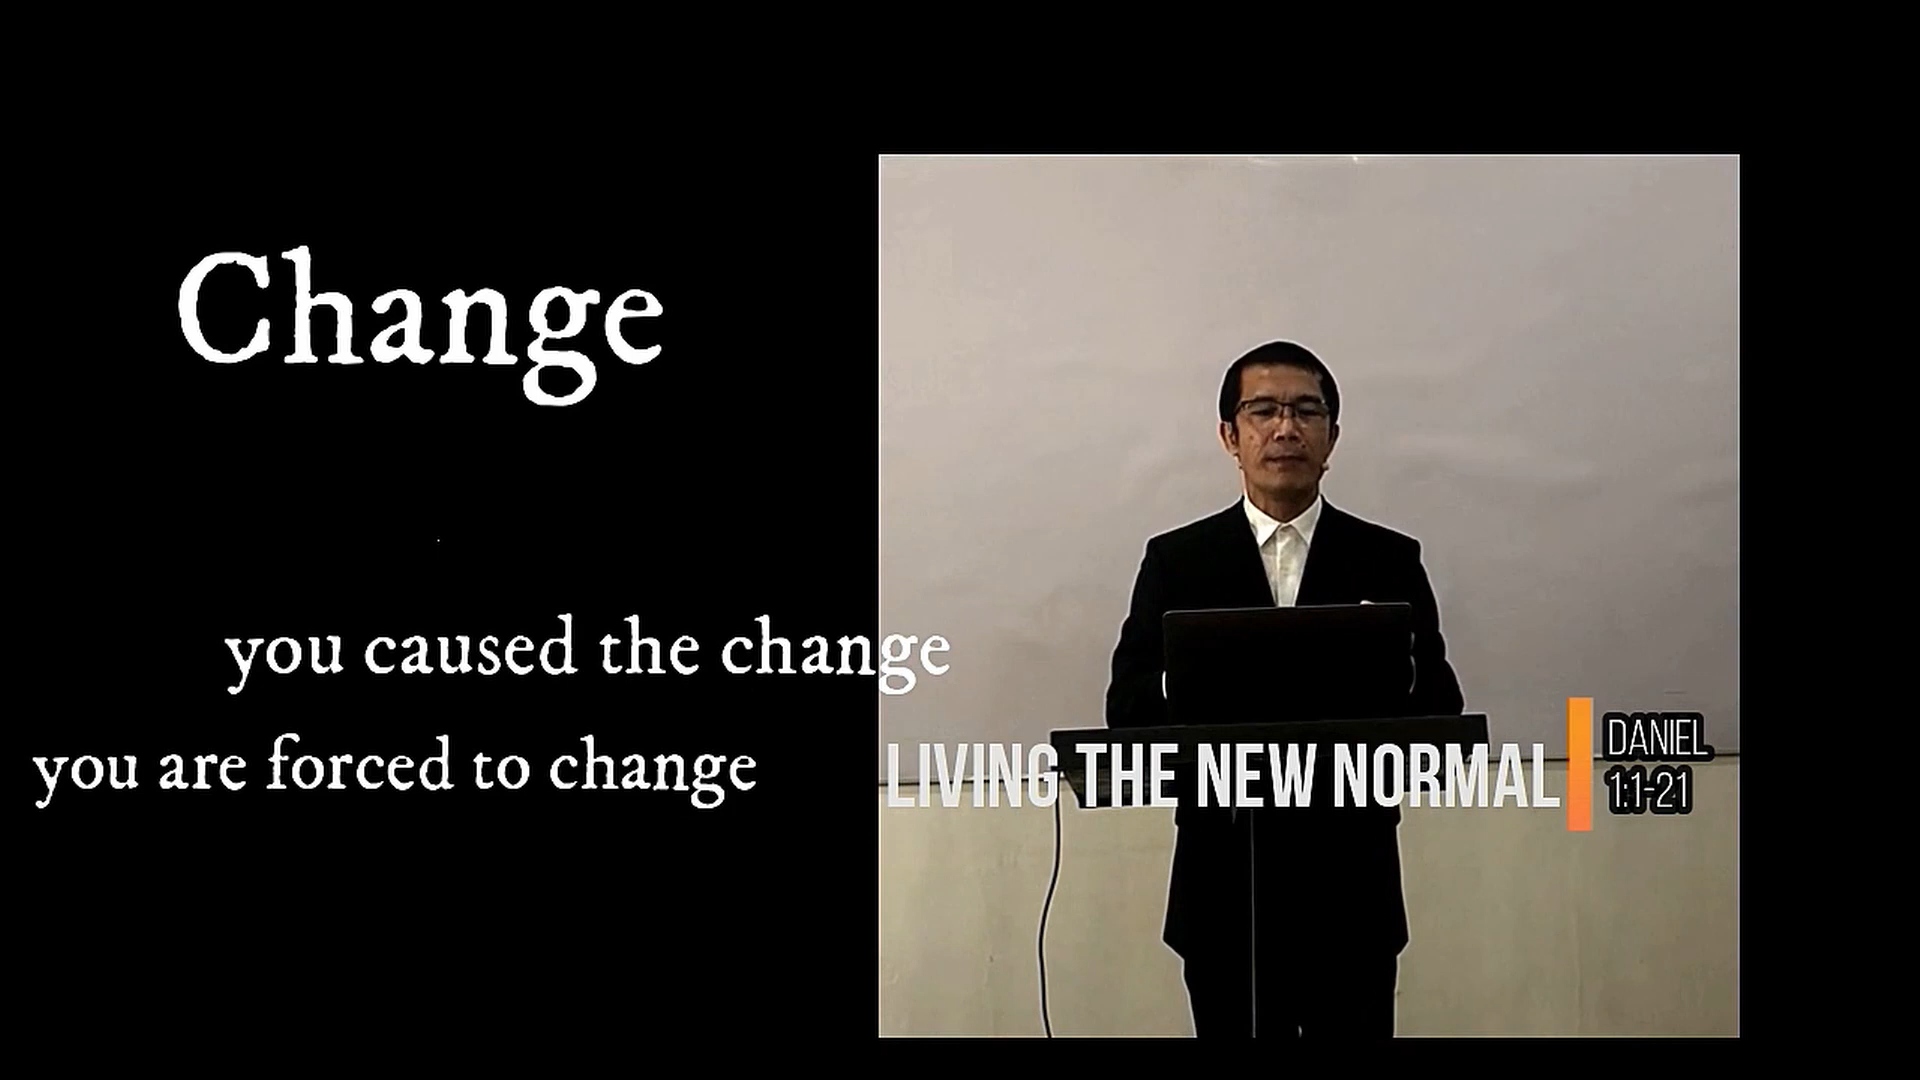 Change
you caused the change
you are forced to change
LIVING THE NEW NORMAL
DANIEL
1:1-21